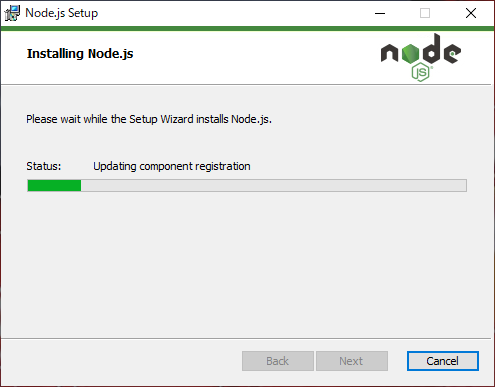 Node.js Setup
Installing Node.js
node
JS
Please wait while the Setup Wizard installs Node.js.
Status: Updating component registration
Back Next Cancel